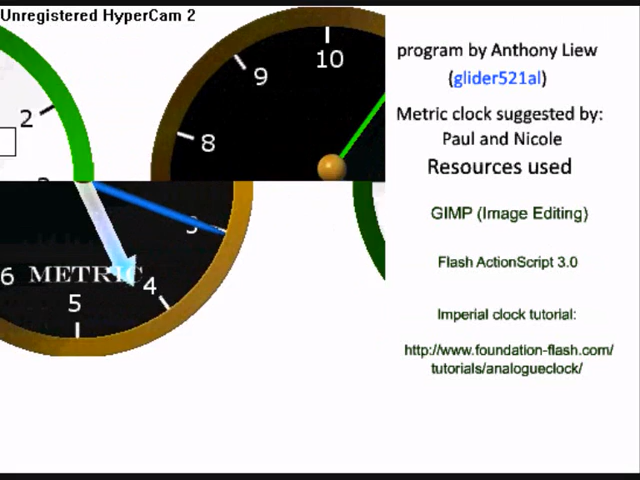 Unregistered HyperCam 2
10
9
8
2
3
6 METRIC 4
5
program by Anthony Liew
(glider521al)
Metric clock suggested by:
Paul and Nicole
Resources used
GIMP (Image Editing)
Flash ActionScript 3.0
Imperial clock tutorial:
http://www.foundation-flash.com/
tutorials/analogueclock/